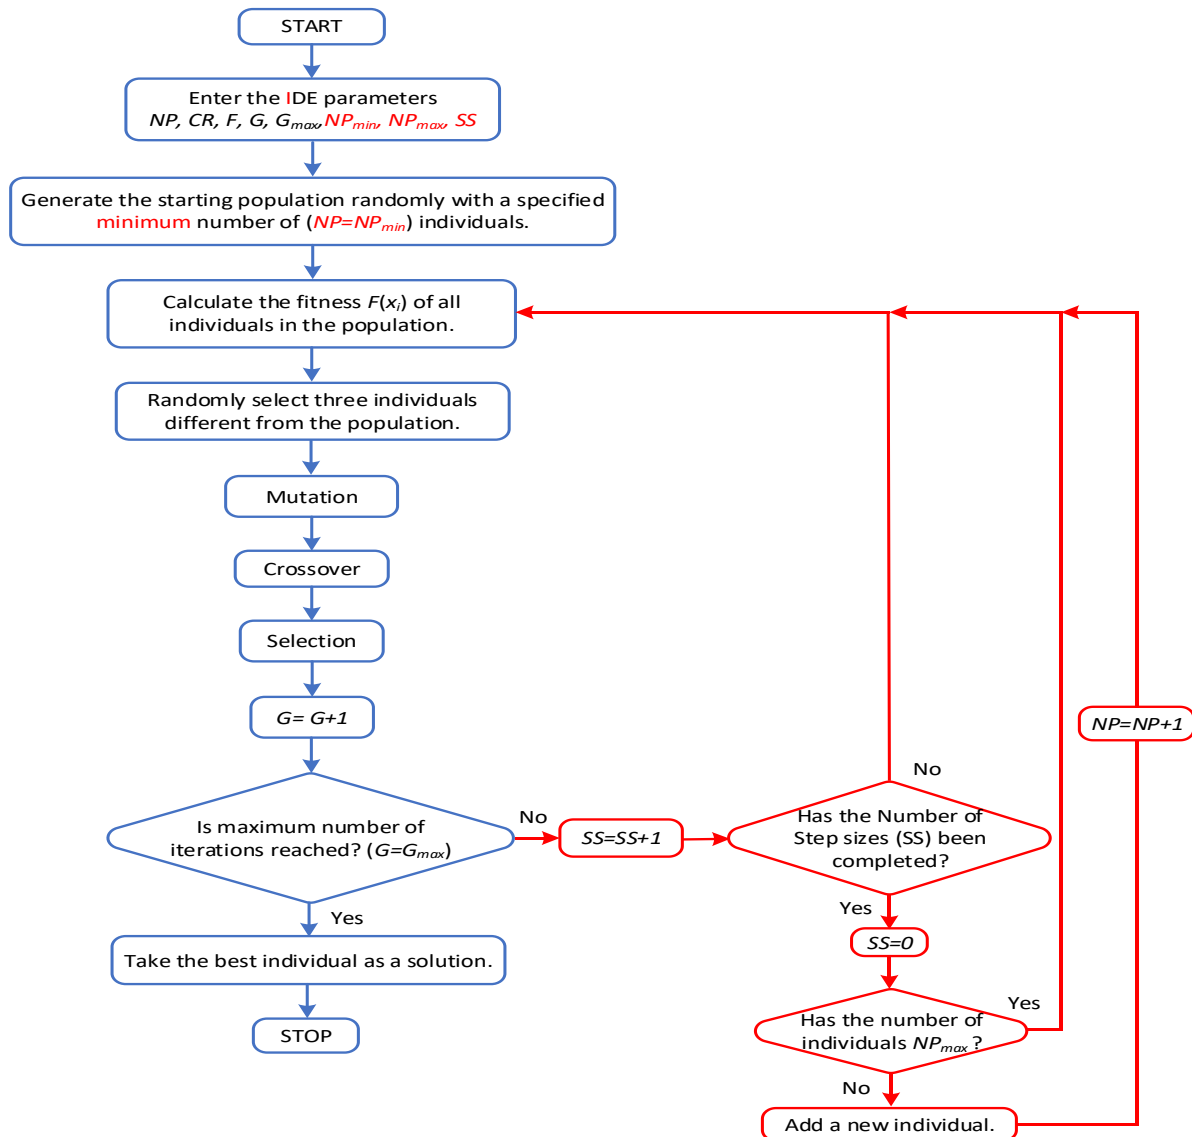 START
Enter the IDE parameters
NP, CR, F, G, Gmax,NPmin, NPmax, SS
Generate the starting population randomly with a specified
minimum number of (NP=NPmin) individuals.
Calculate the fitness F(xi) of all
individuals in the population.
Randomly select three individuals
different from the population.
Mutation
Crossover
Selection
G= G+1
Is maximum number of
iterations reached? (G=Gmax)
No
SS=SS+1
Has the Number of
Step sizes (SS) been
completed?
No
NP=NP+1
Yes
Take the best individual as a solution.
STOP
Yes
SS=0
Has the number of
individuals NPmax ?
Yes
No
Add a new individual.